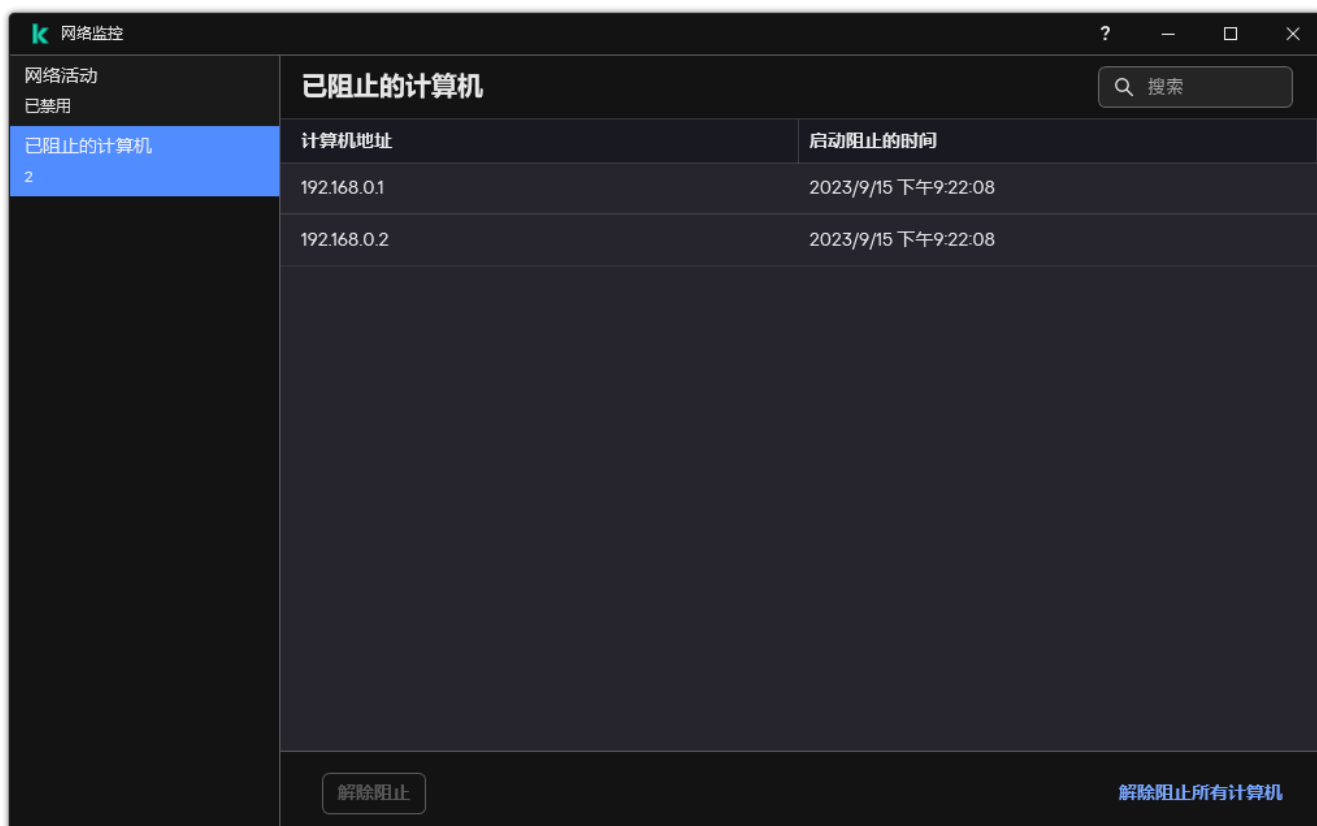 网络监控
网络活动
已禁用
已阻止的计算机
2
已阻止的计算机
搜索
计算机地址 启动阻止的时间
192.168.0.1 2023/9/15 下午9:22:08
192.168.0.2 2023/9/15 下午9:22:08
解除阻止 解除阻止所有计算机